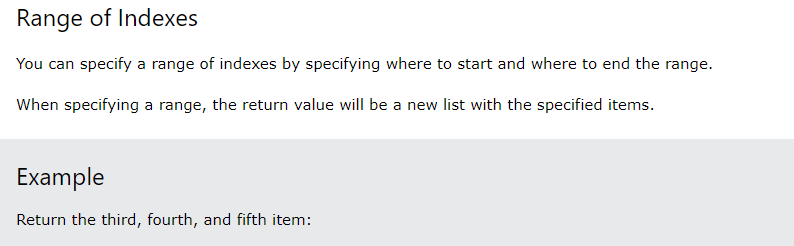 Range of Indexes
You can specify a range of indexes by specifying where to start and where to end the range.
When specifying a range, the return value will be a new list with the specified items.
Example
Return the third, fourth, and fifth item: